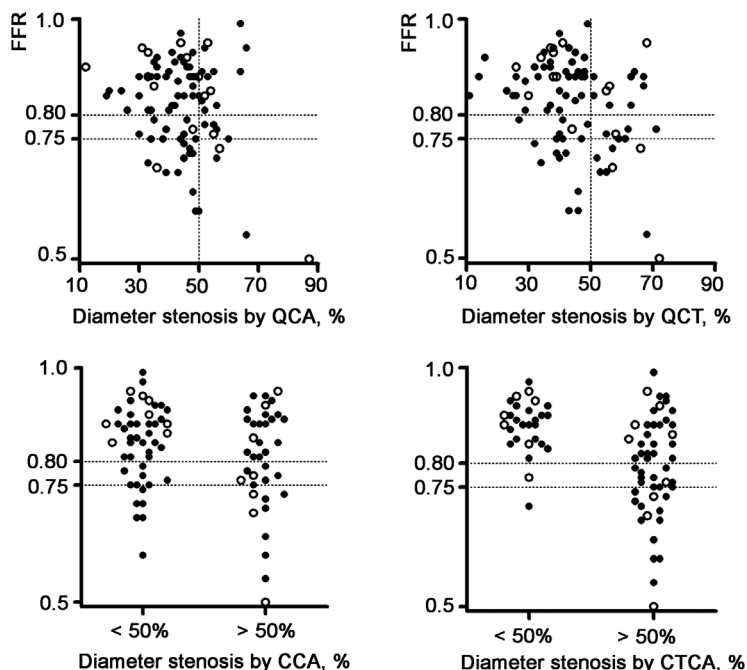 FFR
1.0
0.80
0.75
0.5
10 30 50 70 90
Diameter stenosis by QCA, %
FFR
1.0
0.80
0.75
0.5
10 30 50 70 90
Diameter stenosis by QCT, %
1.0
0.80
0.75
0.5
< 50% > 50%
Diameter stenosis by CCA, %
1.0
0.80
0.75
0.5
< 50% > 50%
Diameter stenosis by CTCA, %